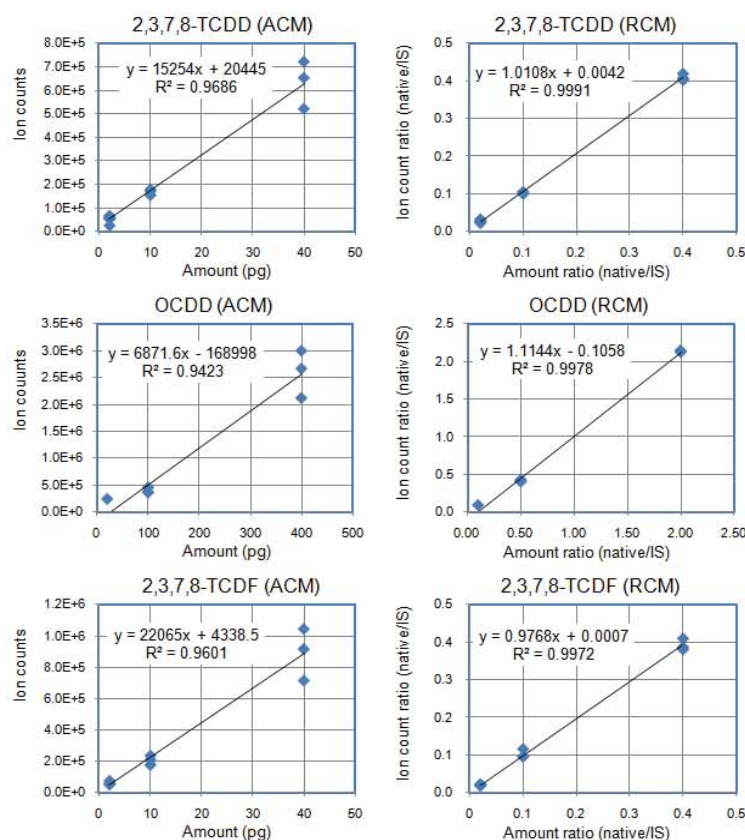 2,3,7,8-TCDD (ACM)
Ion counts
8.0E+5
7.0E+5
6.0E+5
5.0E+5
4.0E+5
3.0E+5
2.0E+5
1.0E+5
0.0E+0
y = 15254x + 20445
R² = 0.9686
0 10 20 30 40 50
Amount (pg)
2,3,7,8-TCDD (RCM)
Ion count ratio (native/IS)
0.5
0.4
0.3
0.2
0.1
0.0
y = 1.0108x + 0.0042
R² = 0.9991
0.0 0.1 0.2 0.3 0.4 0.5
Amount ratio (native/IS)
OCDD (ACM)
Ion counts
3.5E+6
3.0E+6
2.5E+6
2.0E+6
1.5E+6
1.0E+6
5.0E+5
0.0E+0
y = 6871.6x - 168998
R² = 0.9423
0 100 200 300 400 500
Amount (pg)
OCDD (RCM)
Ion count ratio (native/IS)
2.5
2.0
1.5
1.0
0.5
0.0
y = 1.1144x - 0.1058
R² = 0.9978
0.00 0.50 1.00 1.50 2.00 2.50
Amount ratio (native/IS)
2,3,7,8-TCDF (ACM)
Ion counts
1.2E+6
1.0E+6
8.0E+5
6.0E+5
4.0E+5
2.0E+5
0.0E+0
y = 22065x + 4338.5
R² = 0.9601
0 10 20 30 40 50
Amount (pg)
2,3,7,8-TCDF (RCM)
Ion count ratio (native/IS)
0.5
0.4
0.3
0.2
0.1
0.0
y = 0.9768x + 0.0007
R² = 0.9972
0.0 0.1 0.2 0.3 0.4 0.5
Amount ratio (native/IS)